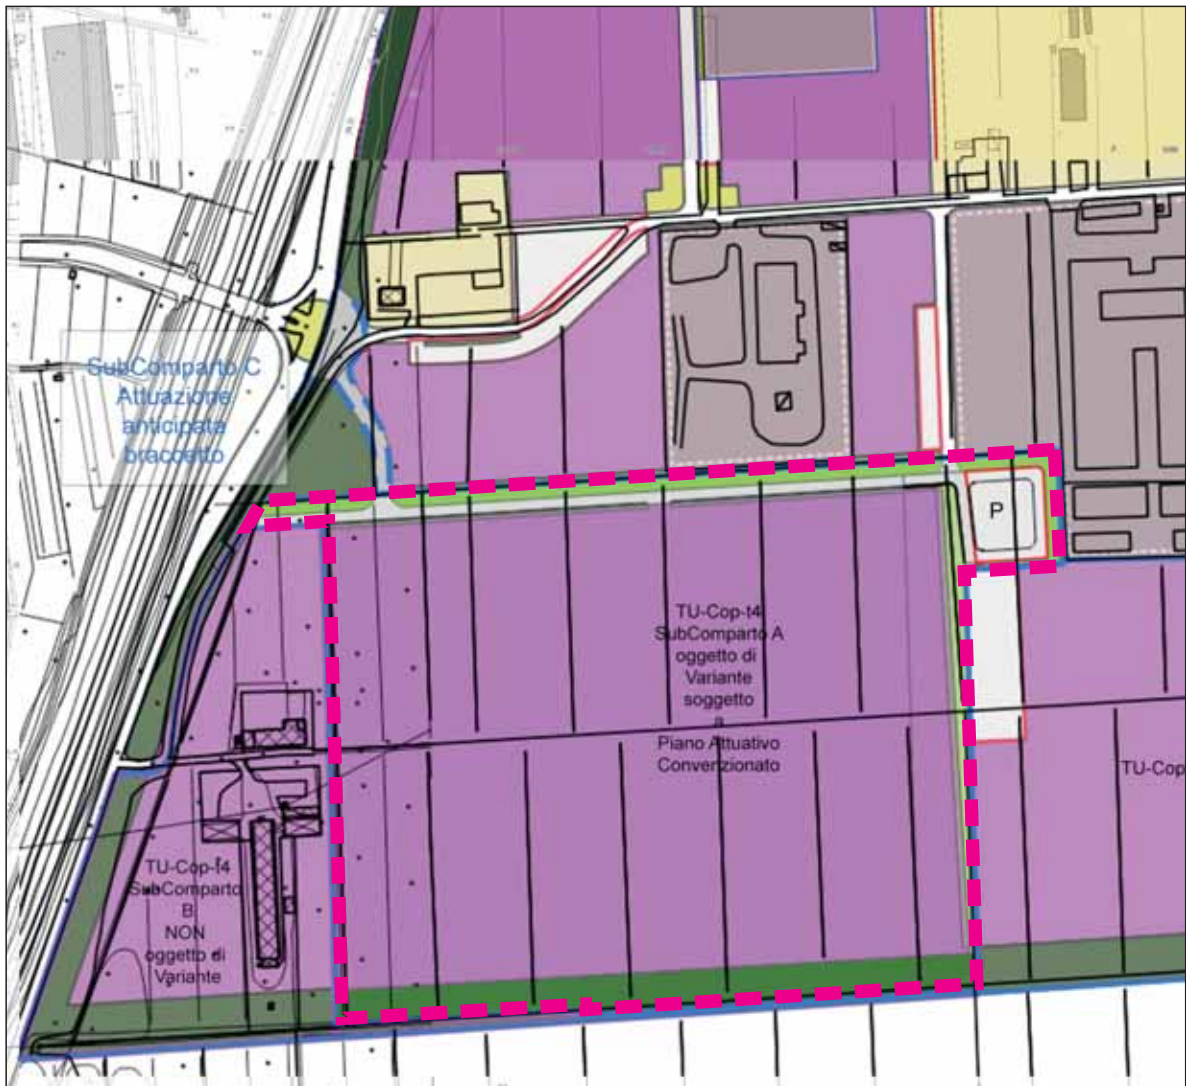 SubComparto C
Attuazione
anticipata
braccetto
P
TU-Cop-t4
SubComparto A
oggetto di
Variante
soggetto
a
Piano Attuativo
Convenzionato
TU-Cop
TU-Cop-t4
SubComparto
B
NON
oggetto di
Variante